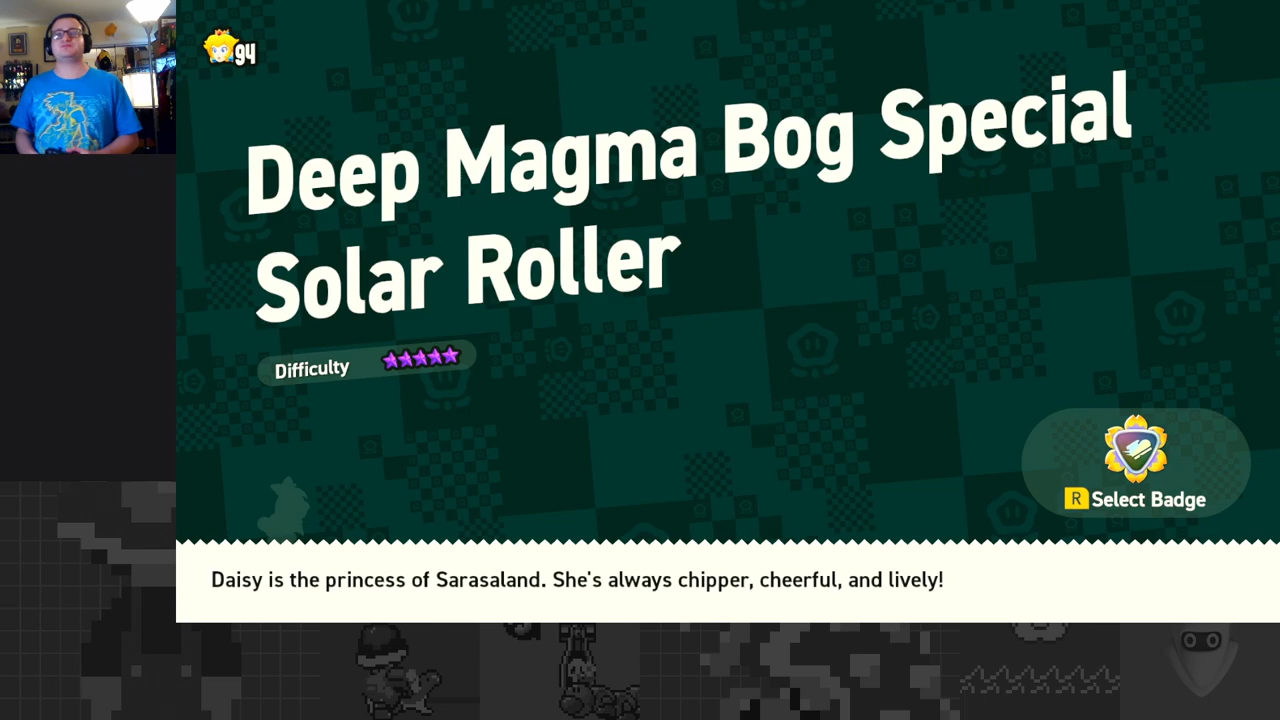 94
Deep Magma Bog Special
Solar Roller
Difficulty
R Select Badge
Daisy is the princess of Sarasaland. She's always chipper, cheerful, and lively!